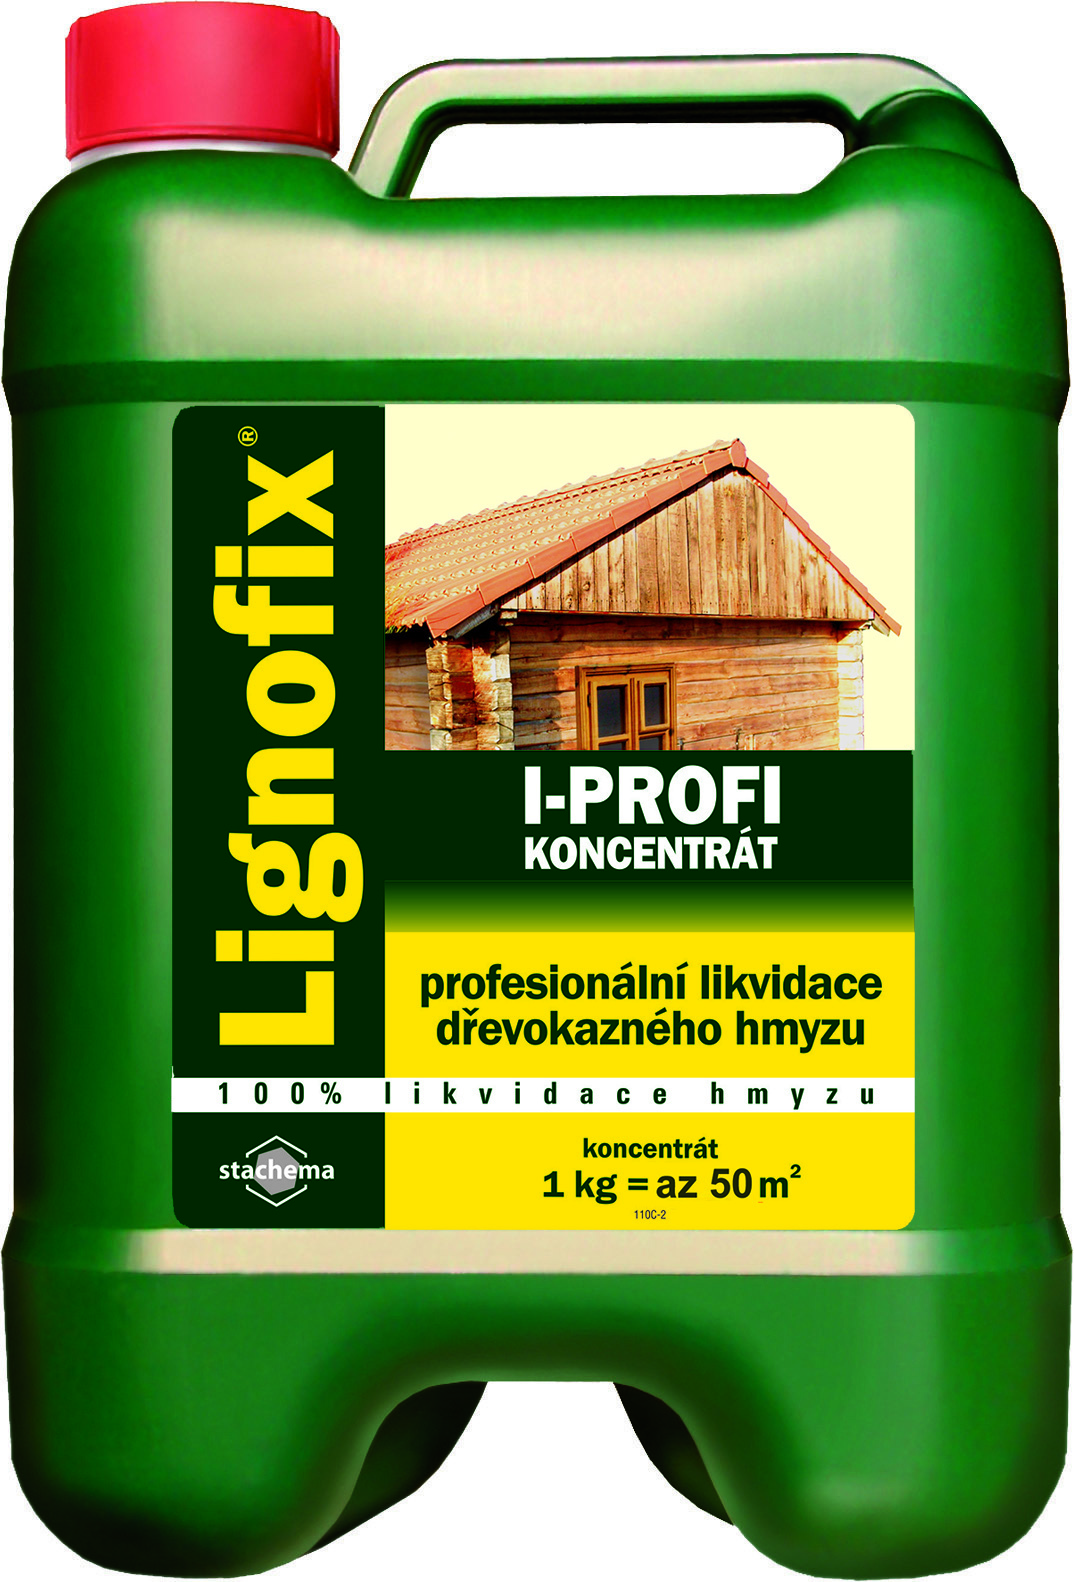 Lignofix®
I-PROFI
KONCENTRÁT
profesionální likvidace
dřevokazného hmyzu
100% likvidace hmyzu
stachema
koncentrát
1 kg = az 50 m²
110C-2